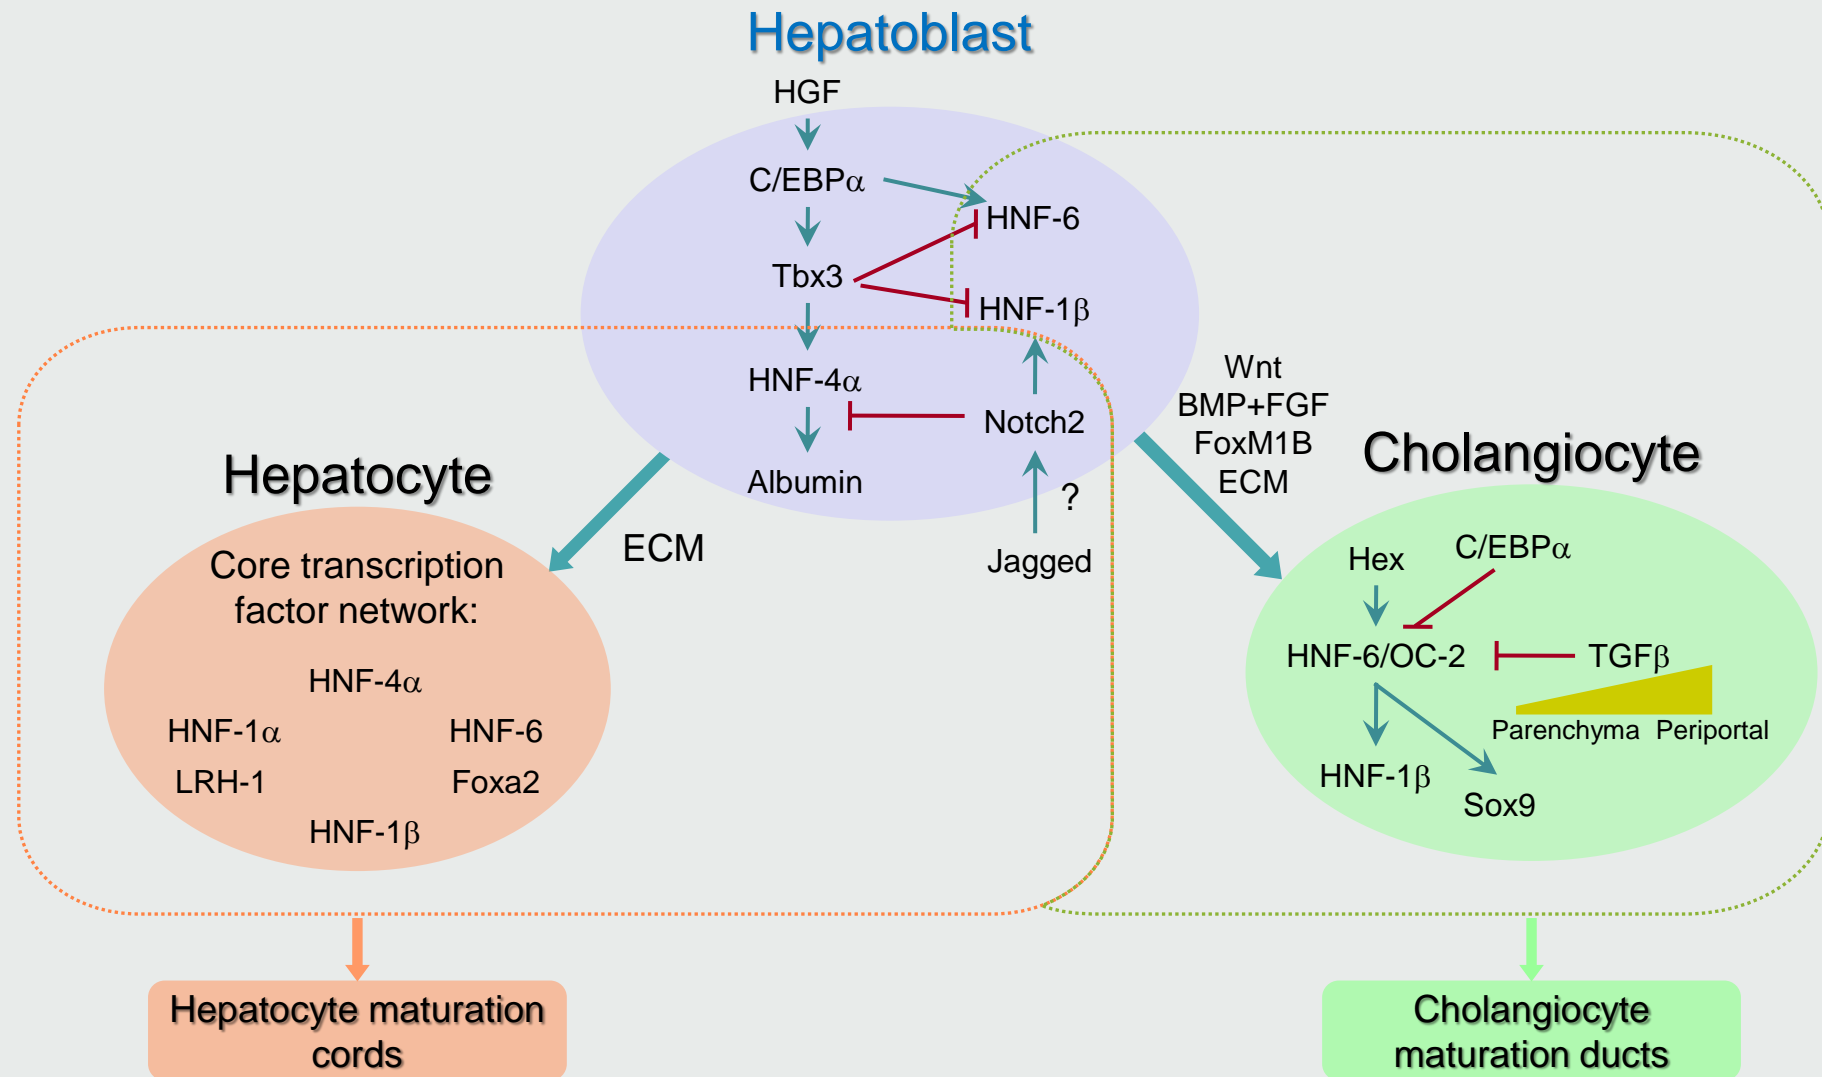 Hepatoblast
HGF
C/EBPα
HNF-6
Tbx3
HNF-1β
HNF-4α
Notch2
Albumin
?
Jagged
Wnt
BMP+FGF
FoxM1B
ECM
Hepatocyte
ECM
Core transcription
factor network:
HNF-4α
HNF-1α
HNF-6
LRH-1
Foxa2
HNF-1β
Cholangiocyte
Hex
C/EBPα
HNF-6/OC-2
TGFβ
Parenchyma Periportal
HNF-1β
Sox9
Hepatocyte maturation
cords
Cholangiocyte
maturation ducts